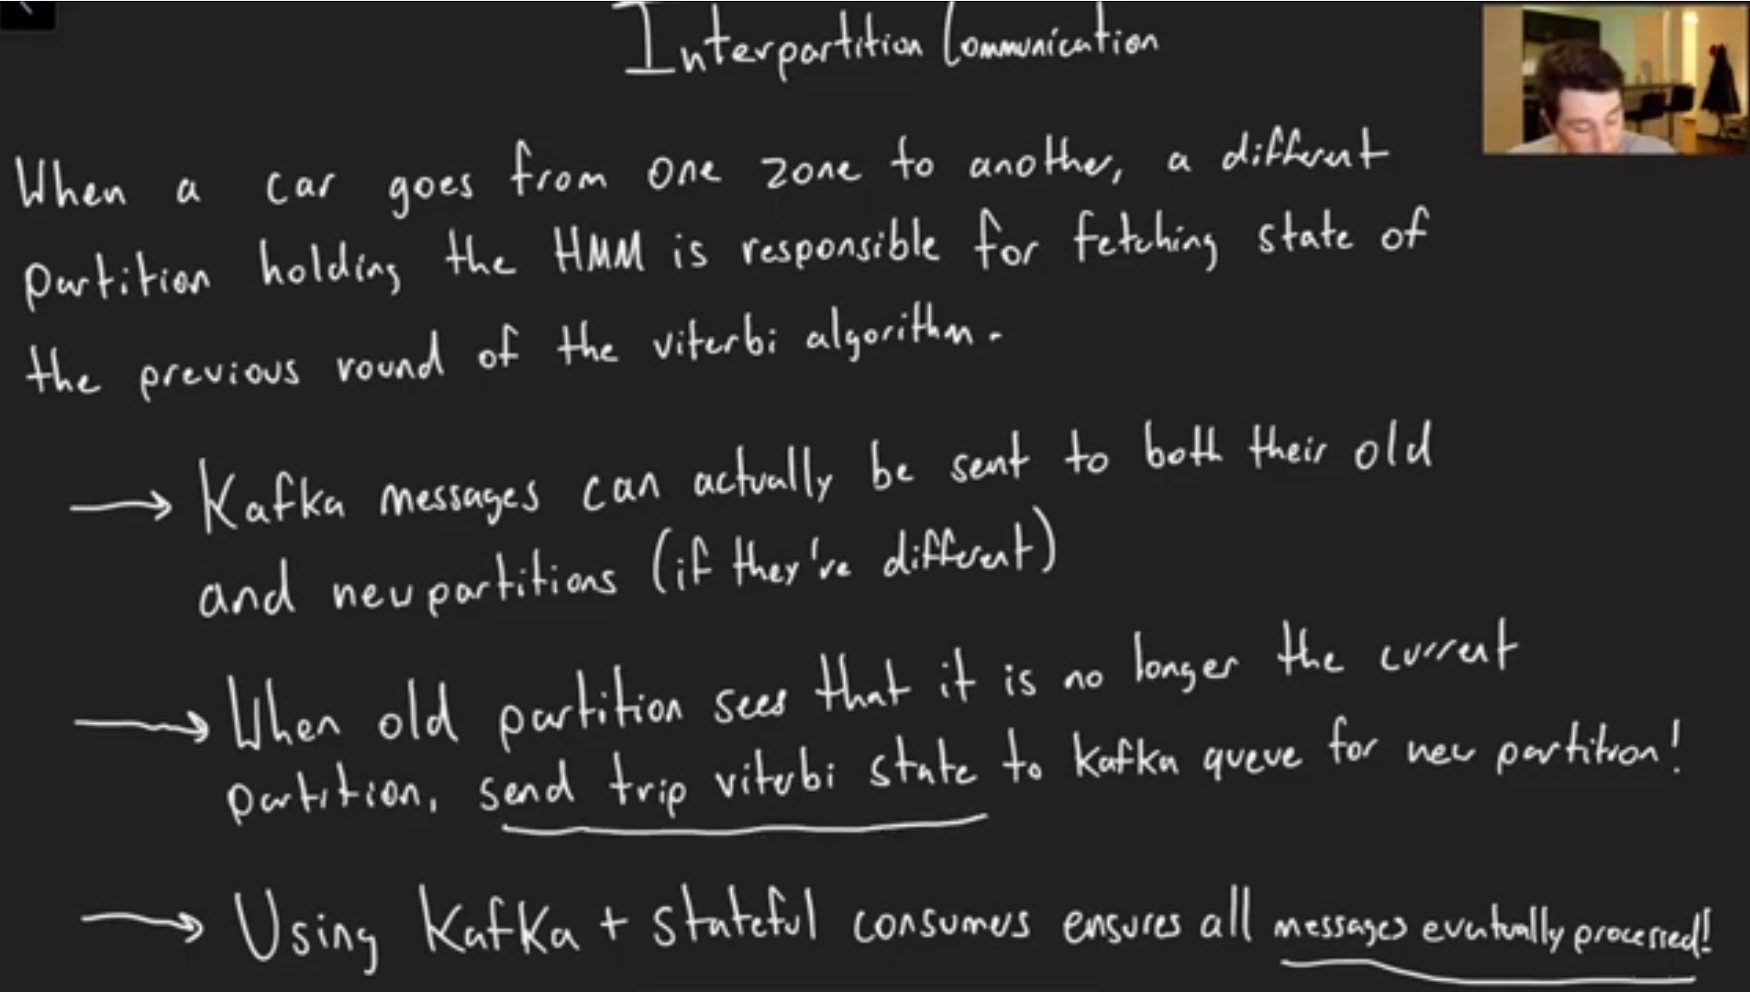 Interpartition Communication
When a car goes from one zone to another, a different
partition holding the HMM is responsible for fetching state of
the previous round of the viterbi algorithm.
→ Kafka messages can actually be sent to both their old
and new partitions (if they're different)
→ When old partition sees that it is no longer the current
partition, send trip viterbi state to kafka queue for new partition!
→ Using Kafka + stateful consumers ensures all messages eventually processed!